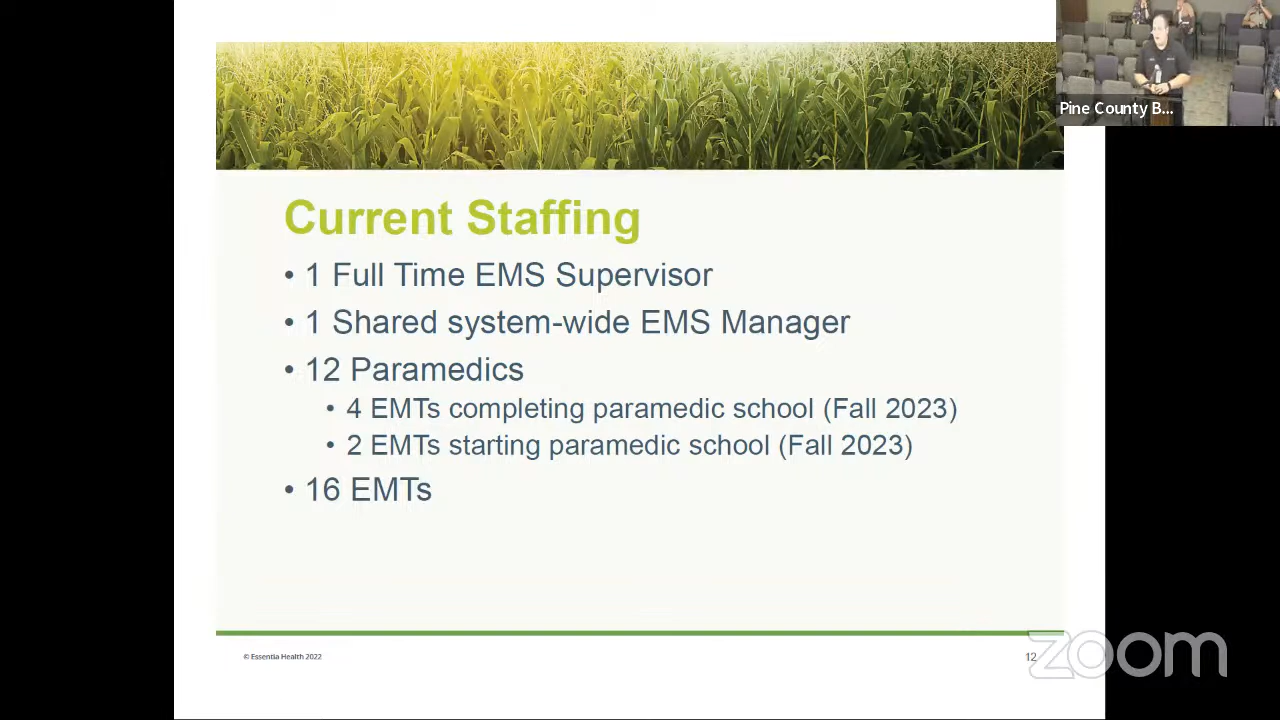 Pine County B...
Current Staffing
• 1 Full Time EMS Supervisor
• 1 Shared system-wide EMS Manager
• 12 Paramedics
• 4 EMTs completing paramedic school (Fall 2023)
• 2 EMTs starting paramedic school (Fall 2023)
• 16 EMTs
© Essentia Health 2022
12
zoom